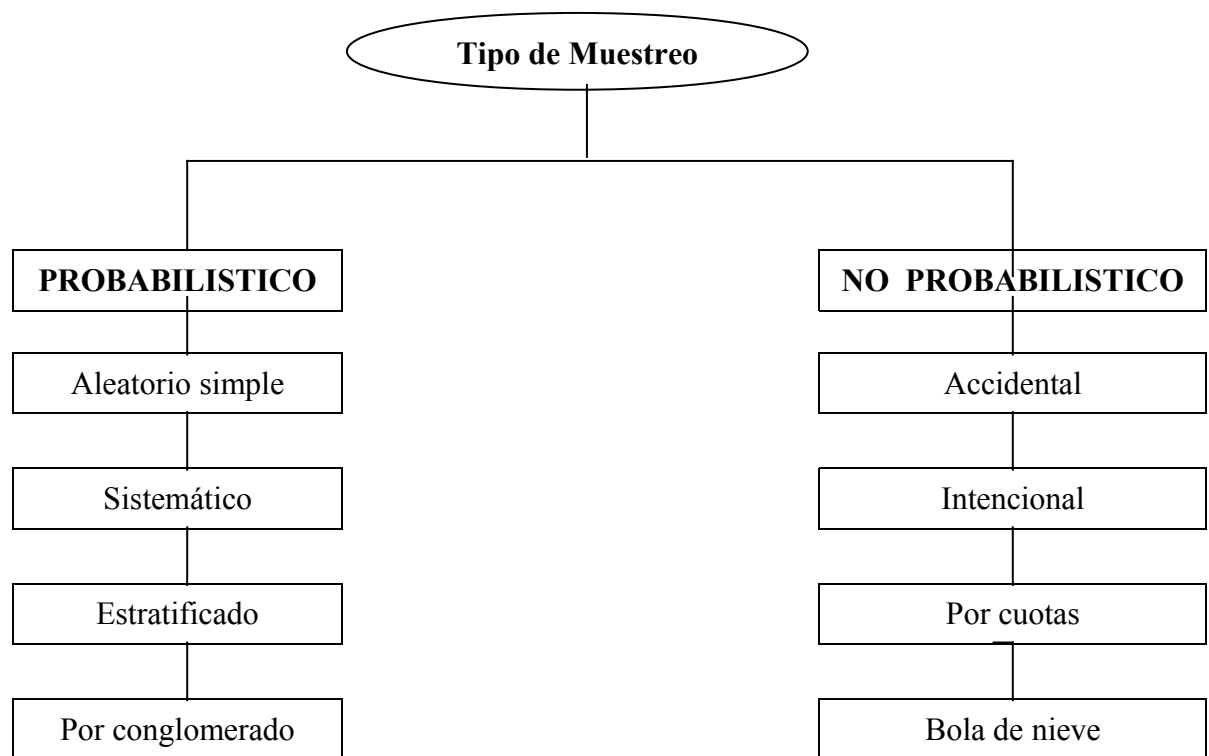 Tipo de Muestreo
PROBABILISTICO
NO PROBABILISTICO
Aleatorio simple
Accidental
Sistemático
Intencional
Estratificado
Por cuotas
Por conglomerado
Bola de nieve